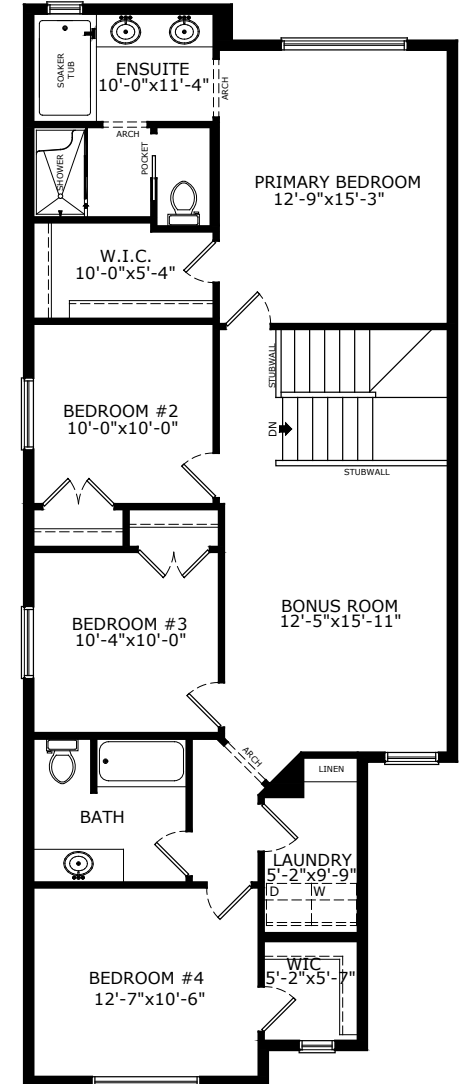 SOAKER
TUB
ENSUITE
10'-0"x11'-4"
ARCH
ARCH
POCKET
SHOWER
PRIMARY BEDROOM
12'-9"x15'-3"
W.I.C.
10'-0"x5'-4"
STUBWALL
BEDROOM #2
10'-0"x10'-0"
DN
STUBWALL
BONUS ROOM
12'-5"x15'-11"
BEDROOM #3
10'-4"x10'-0"
ARCH
LINEN
BATH
LAUNDRY
5'-2"x9'-9"
D W
WIC
5'-2"x5'-7"
BEDROOM #4
12'-7"x10'-6"